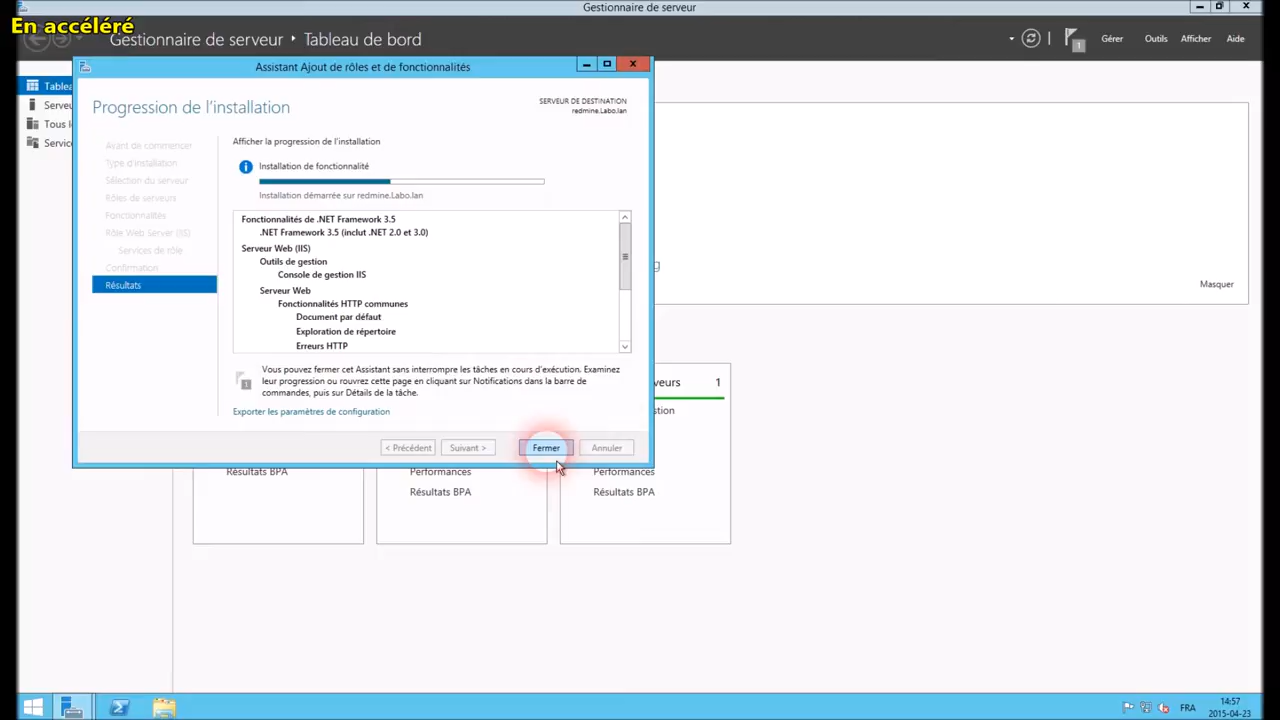 En accéléré
Gestionnaire de serveur
Gestionnaire de serveur ‣ Tableau de bord
1
Gérer
Outils
Afficher
Aide
Assistant Ajout de rôles et de fonctionnalités
Progression de l'installation
SERVEUR DE DESTINATION
redmine.Labo.lan
Avant de commencer
Type d'installation
Sélection du serveur
Rôles de serveurs
Fonctionnalités
Rôle Web Server (IIS)
Services de rôle
Confirmation
Résultats
Afficher la progression de l'installation
Installation de fonctionnalité
Installation démarrée sur redmine.Labo.lan
Fonctionnalités de .NET Framework 3.5
.NET Framework 3.5 (inclut .NET 2.0 et 3.0)
Serveur Web (IIS)
Outils de gestion
Console de gestion IIS
Serveur Web
Fonctionnalités HTTP communes
Document par défaut
Exploration de répertoire
Erreurs HTTP
1
Vous pouvez fermer cet Assistant sans interrompre les tâches en cours d'exécution. Examinez
leur progression ou rouvrez cette page en cliquant sur Notifications dans la barre de
commandes, puis sur Détails de la tâche.
Exporter les paramètres de configuration
< Précédent
Suivant >
Fermer
Annuler
Masquer
1
Résultats BPA
Performances
Résultats BPA
Performances
Résultats BPA
FRA
14:57
2015-04-23